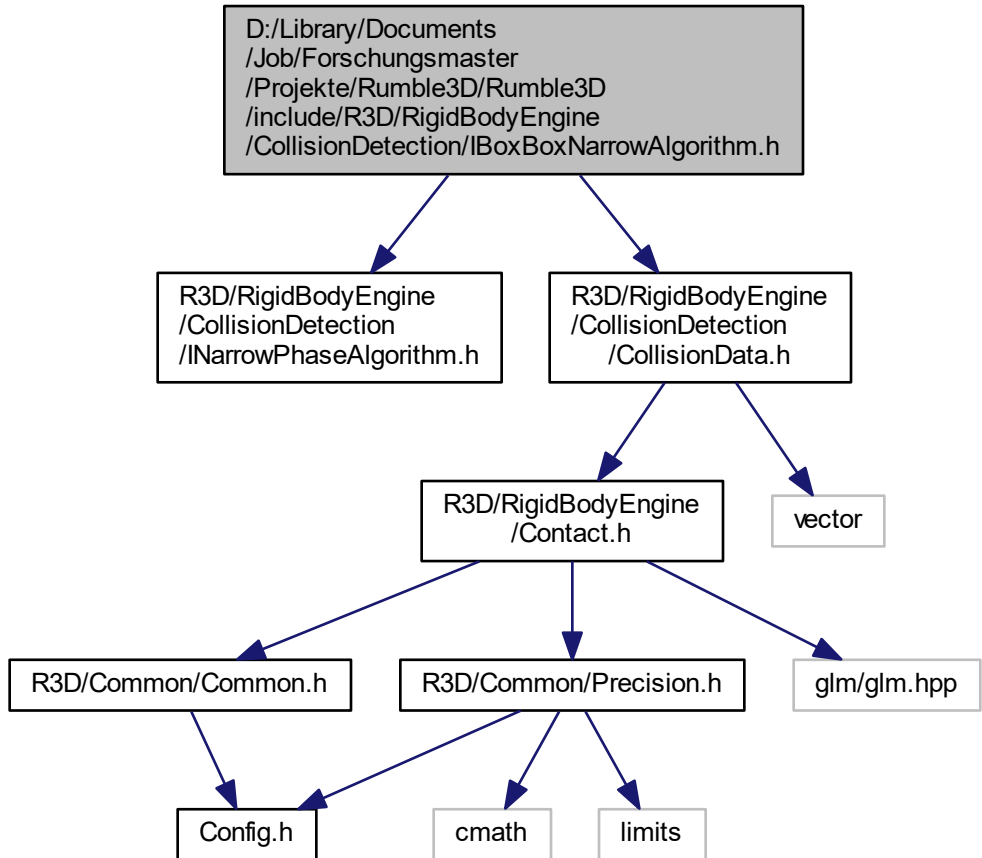 D:/Library/Documents
/Job/Forschungsmaster
/Projekte/Rumble3D/Rumble3D
/include/R3D/RigidBodyEngine
/CollisionDetection/IBoxBoxNarrowAlgorithm.h
R3D/RigidBodyEngine
/CollisionDetection
/INarrowPhaseAlgorithm.h
R3D/RigidBodyEngine
/CollisionDetection
/CollisionData.h
R3D/RigidBodyEngine
/Contact.h
vector
R3D/Common/Common.h
R3D/Common/Precision.h
glm/glm.hpp
Config.h
cmath
limits